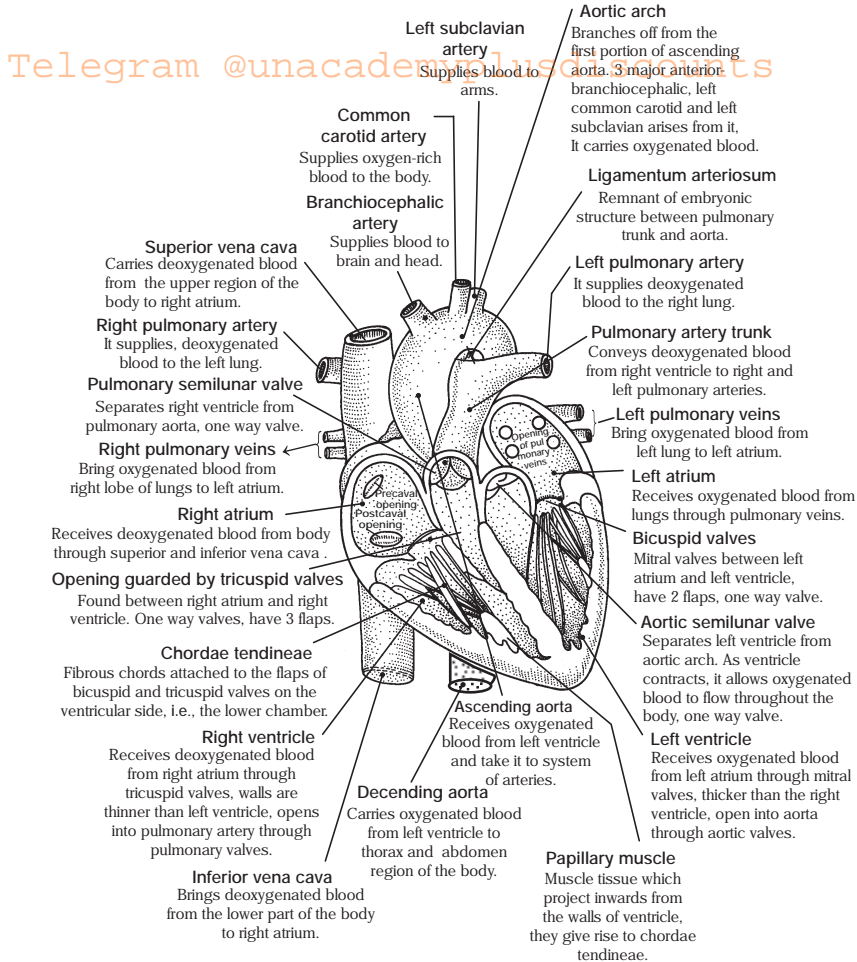 Telegram @unacademyplusdiscounts
Left subclavian
artery
Supplies blood to
arms.
Aortic arch
Branches off from the
first portion of ascending
aorta. 3 major anterior-
branchiocephalic, left
common carotid and left
subclavian arises from it,
It carries oxygenated blood.
Common
carotid artery
Supplies oxygen-rich
blood to the body.
Ligamentum arteriosum
Remnant of embryonic
structure between pulmonary
trunk and aorta.
Branchiocephalic
artery
Supplies blood to
brain and head.
Superior vena cava
Carries deoxygenated blood
from the upper region of the
body to right atrium.
Left pulmonary artery
It supplies deoxygenated
blood to the right lung.
Right pulmonary artery
It supplies, deoxygenated
blood to the left lung.
Pulmonary artery trunk
Conveys deoxygenated blood
from right ventricle to right and
left pulmonary arteries.
Pulmonary semilunar valve
Separates right ventricle from
pulmonary aorta, one way valve.
Left pulmonary veins
Bring oxygenated blood from
left lung to left atrium.
Right pulmonary veins
Bring oxygenated blood from
right lobe of lungs to left atrium.
Opening
of pul
monary
veins
Left atrium
Receives oxygenated blood from
lungs through pulmonary veins.
Precaval
opening
Postcaval
opening
Right atrium
Receives deoxygenated blood from body
through superior and inferior vena cava .
Bicuspid valves
Mitral valves between left
atrium and left ventricle,
have 2 flaps, one way valve.
Opening guarded by tricuspid valves
Found between right atrium and right
ventricle. One way valves, have 3 flaps.
Aortic semilunar valve
Separates left ventricle from
aortic arch. As ventricle
contracts, it allows oxygenated
blood to flow throughout the
body, one way valve.
Chordae tendineae
Fibrous chords attached to the flaps of
bicuspid and tricuspid valves on the
ventricular side, i.e., the lower chamber.
Ascending aorta
Receives oxygenated
blood from left ventricle
and take it to system
of arteries.
Right ventricle
Receives deoxygenated blood
from right atrium through
tricuspid valves, walls are
thinner than left ventricle, opens
into pulmonary artery through
pulmonary valves.
Left ventricle
Receives oxygenated blood
from left atrium through mitral
valves, thicker than the right
ventricle, open into aorta
through aortic valves.
Decending aorta
Carries oxygenated blood
from left ventricle to
thorax and abdomen
region of the body.
Inferior vena cava
Brings deoxygenated blood
from the lower part of the body
to right atrium.
Papillary muscle
Muscle tissue which
project inwards from
the walls of ventricle,
they give rise to chordae
tendineae.